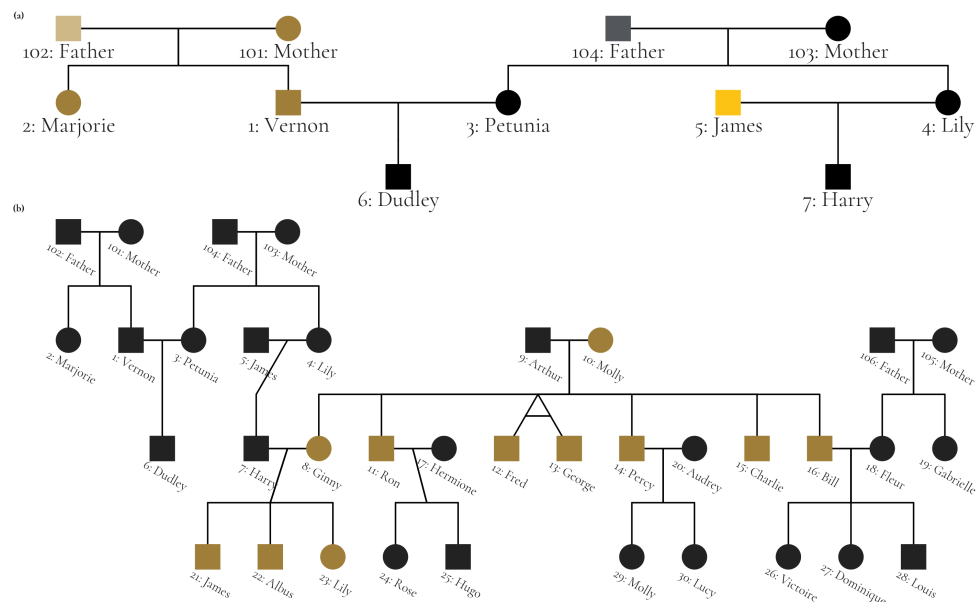 (a)
102: Father
101: Mother
104: Father
103: Mother
2: Marjorie
1: Vernon
3: Petunia
5: James
4: Lily
6: Dudley
7: Harry
(b)
102: Father
101: Mother
104: Father
103: Mother
2: Marjorie
1: Vernon
3: Petunia
5: James
4: Lily
9: Arthur
10: Molly
106: Father
105: Mother
6: Dudley
7: Harry
8: Ginny
11: Ron
17: Hermione
12: Fred
13: George
14: Percy
20: Audrey
15: Charlie
16: Bill
18: Fleur
19: Gabrielle
21: James
22: Albus
23: Lily
24: Rose
25: Hugo
29: Molly
30: Lucy
26: Victoire
27: Dominique
28: Louis